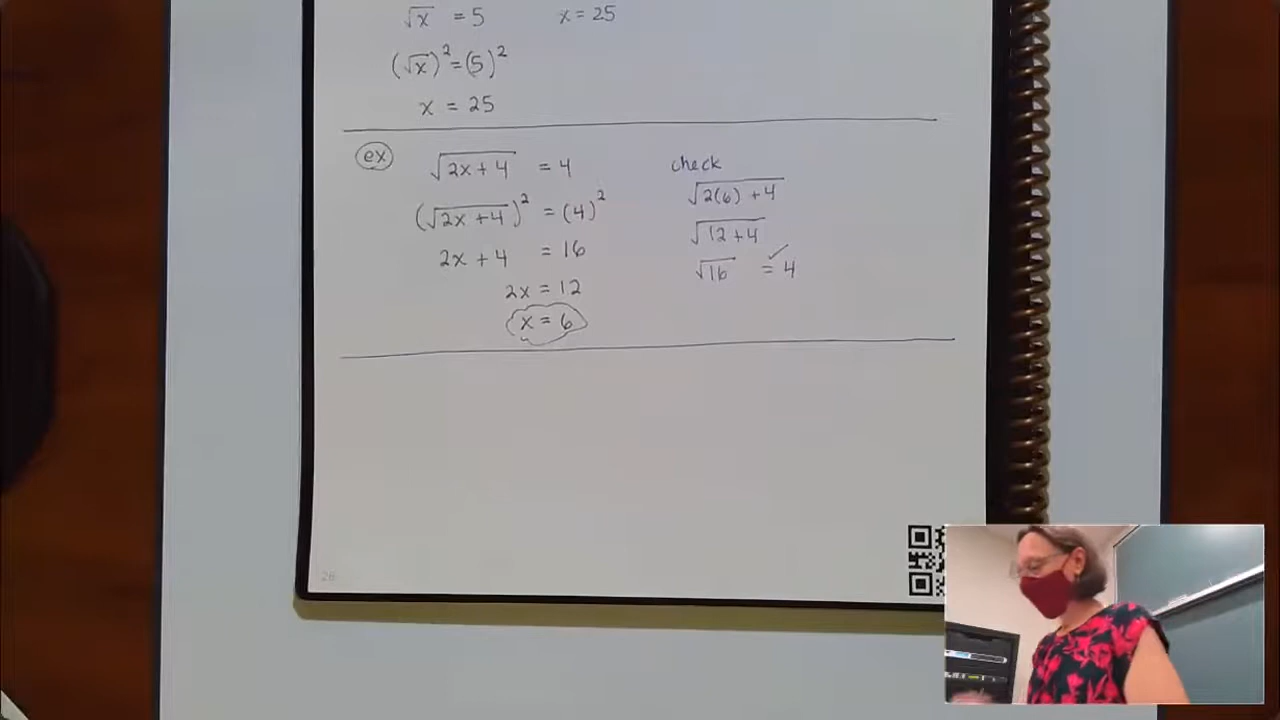 √x = 5 x = 25
(√x)² = (5)²
x = 25
ex √2x + 4 = 4
(√2x + 4)² = (4)²
2x + 4 = 16
2x = 12
x = 6
check
√2(6) + 4
√12 + 4
√16 = 4 ✓
26